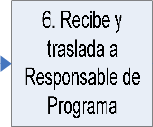 6. Recibe y
traslada a
Responsable de
Programa